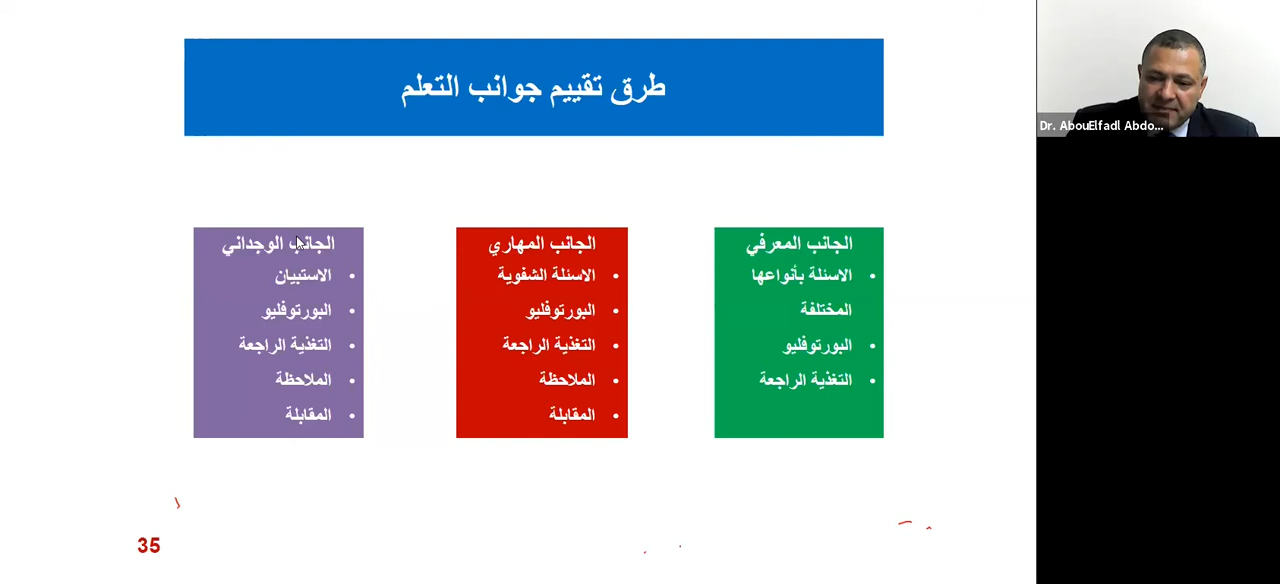 طرق تقييم جوانب التعلم
الجانب المعرفي
• الاسئلة بأنواعها
المختلفة
• البورتوفليو
• التغذية الراجعة
الجانب المهاري
• الاسئلة الشفوية
• البورتوفليو
• التغذية الراجعة
• الملاحظة
• المقابلة
الجانب الوجداني
• الاستبيان
• البورتوفليو
• التغذية الراجعة
• الملاحظة
• المقابلة
35
Dr. AbouElfadl Abdo...